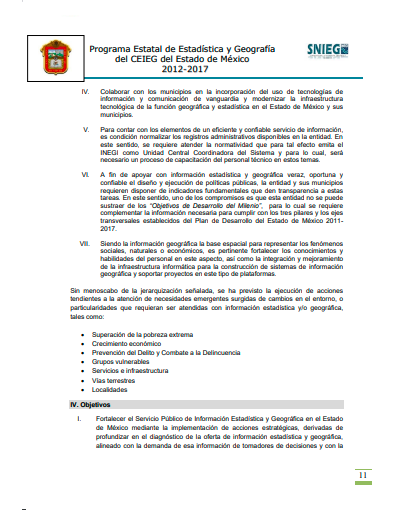 Programa Estatal de Estadística y Geografía
del CEIEG del Estado de México
2012-2017
SNIEG
IV. Colaborar con los municipios en la incorporación del uso de tecnologías de
información y comunicación de vanguardia y modernizar la infraestructura
tecnológica de la función geográfica y estadística en el Estado de México y sus
municipios.
V. Para contar con los elementos de un eficiente y confiable servicio de información,
es condición normalizar los registros administrativos disponibles en la entidad. En
este sentido, se requiere atender la normatividad que para tal efecto emita el
INEGI como Unidad Central Coordinadora del Sistema y para lo cual, será
necesario un proceso de capacitación del personal técnico en estos temas.
VI. A fin de apoyar con información estadística y geográfica veraz, oportuna y
confiable el diseño y ejecución de políticas públicas, la entidad y sus municipios
requieren disponer de indicadores fundamentales que den transparencia a estas
tareas. En este sentido, uno de los compromisos es que esta entidad no se puede
sustraer de los "Objetivos de Desarrollo del Milenio", para lo cual se requiere
complementar la información necesaria para cumplir con los tres pilares y los ejes
transversales establecidos del Plan de Desarrollo del Estado de México 2011-
2017.
VII. Siendo la información geográfica la base espacial para representar los fenómenos
sociales, naturales o económicos, es pertinente fortalecer los conocimientos y
habilidades del personal en este aspecto, así como la integración y mejoramiento
de la infraestructura informática para la construcción de sistemas de información
geográfica y soportar proyectos en este tipo de plataformas.
Sin menoscabo de la jerarquización señalada, se ha previsto la ejecución de acciones
tendientes a la atención de necesidades emergentes surgidas de cambios en el entorno, o
particularidades que requieran ser atendidas con información estadística y/o geográfica,
tales como:
• Superación de la pobreza extrema
• Crecimiento económico
• Prevención del Delito y Combate a la Delincuencia
• Grupos vulnerables
• Servicios e infraestructura
• Vías terrestres
• Localidades
IV. Objetivos
I. Fortalecer el Servicio Público de Información Estadística y Geográfica en el Estado
de México mediante la implementación de acciones estratégicas, derivadas de
profundizar en el diagnóstico de la oferta de información estadística y geográfica,
alineado con la demanda de esa información de tomadores de decisiones y con la
11